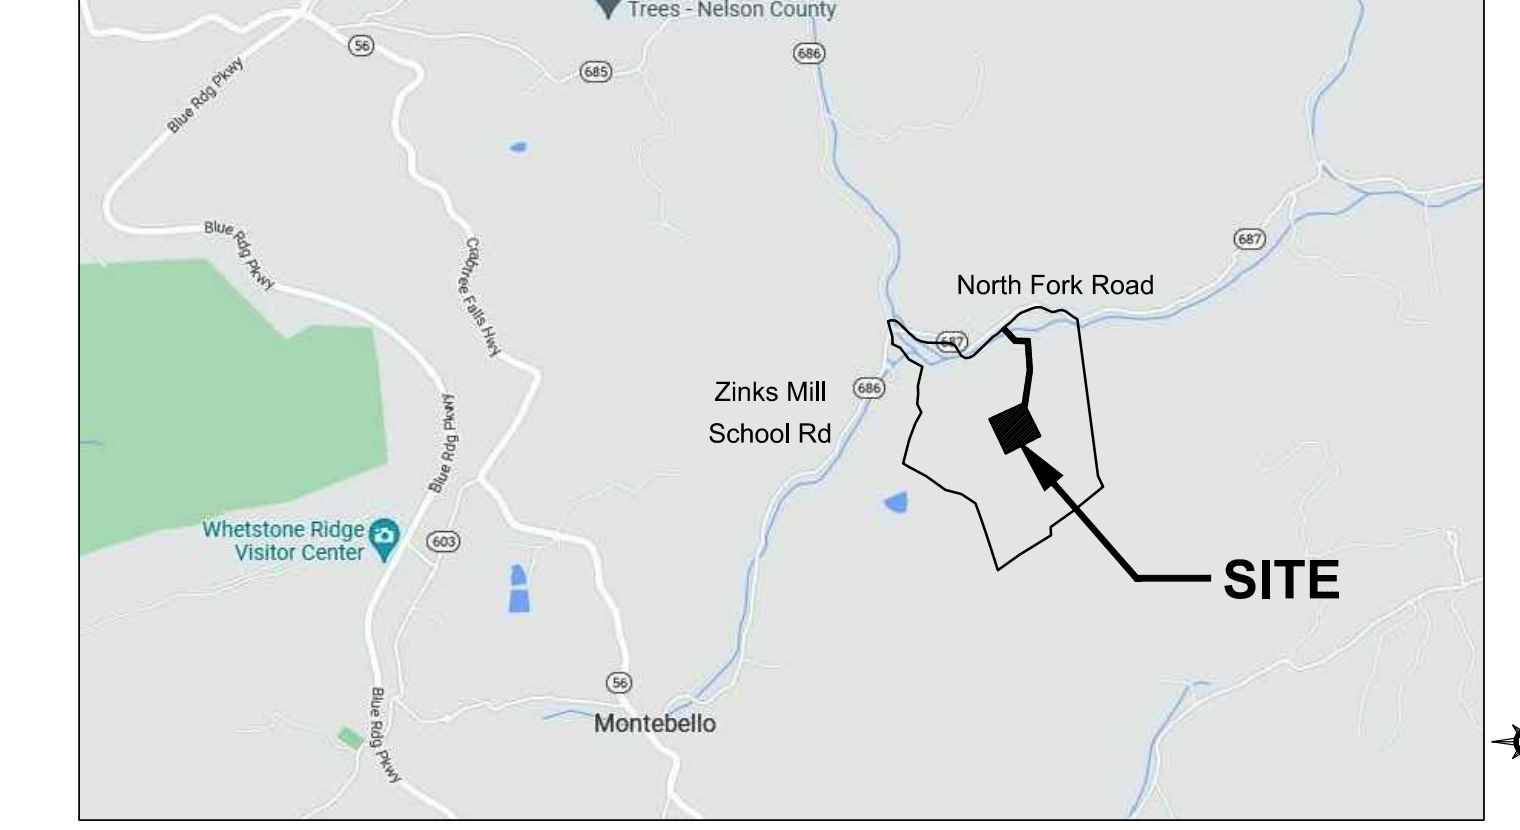 Trees - Nelson County
56
686
685
Blue Rdg Pkwy
Blue Rdg Pkwy
Crabtree Falls Hwy
687
North Fork Road
687
Zinks Mill
School Rd
686
Blue Rdg Pkwy
Whetstone Ridge
Visitor Center
603
SITE
56
Montebello
Blue Rdg Pkwy